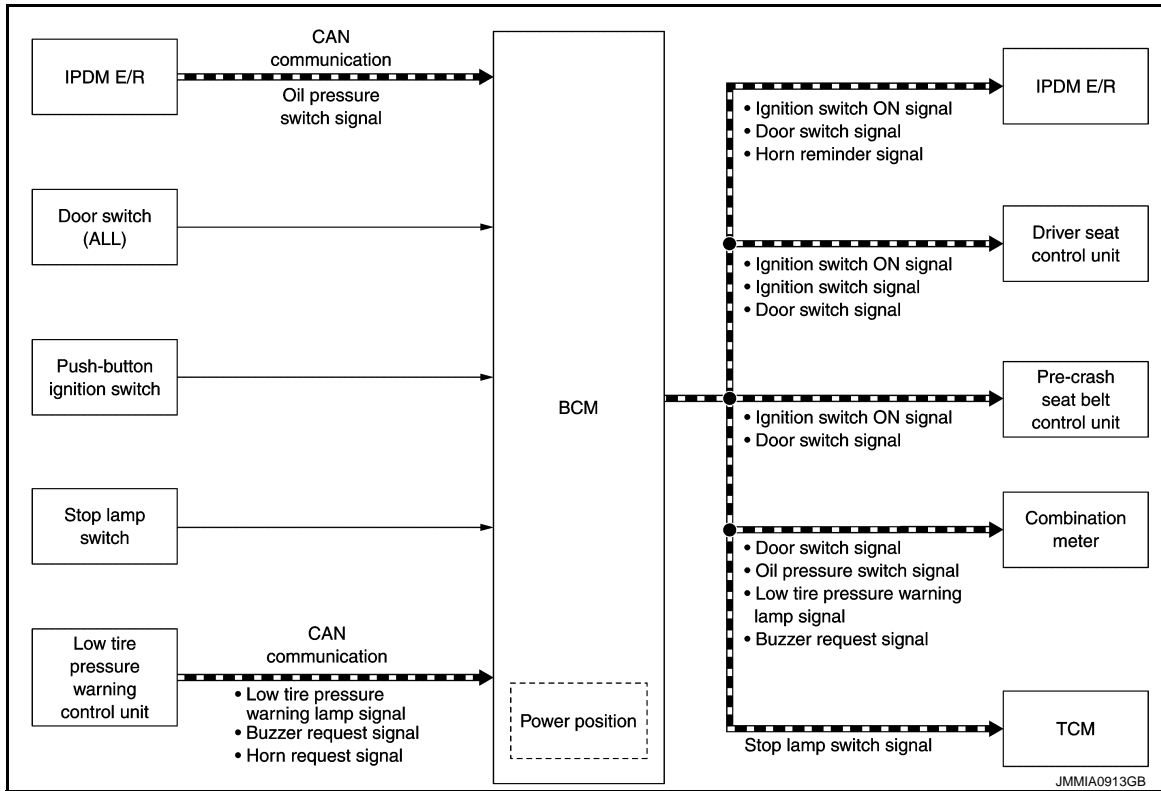 IPDM E/R
CAN
communication
Oil pressure
switch signal
Door switch
(ALL)
Push-button
ignition switch
Stop lamp
switch
Low tire
pressure
warning
control unit
CAN
communication
• Low tire pressure
warning lamp signal
• Buzzer request signal
• Horn request signal
BCM
Power position
IPDM E/R
• Ignition switch ON signal
• Door switch signal
• Horn reminder signal
Driver seat
control unit
• Ignition switch ON signal
• Ignition switch signal
• Door switch signal
Pre-crash
seat belt
control unit
• Ignition switch ON signal
• Door switch signal
Combination
meter
• Door switch signal
• Oil pressure switch signal
• Low tire pressure warning
lamp signal
• Buzzer request signal
TCM
Stop lamp switch signal
JMMIA0913GB